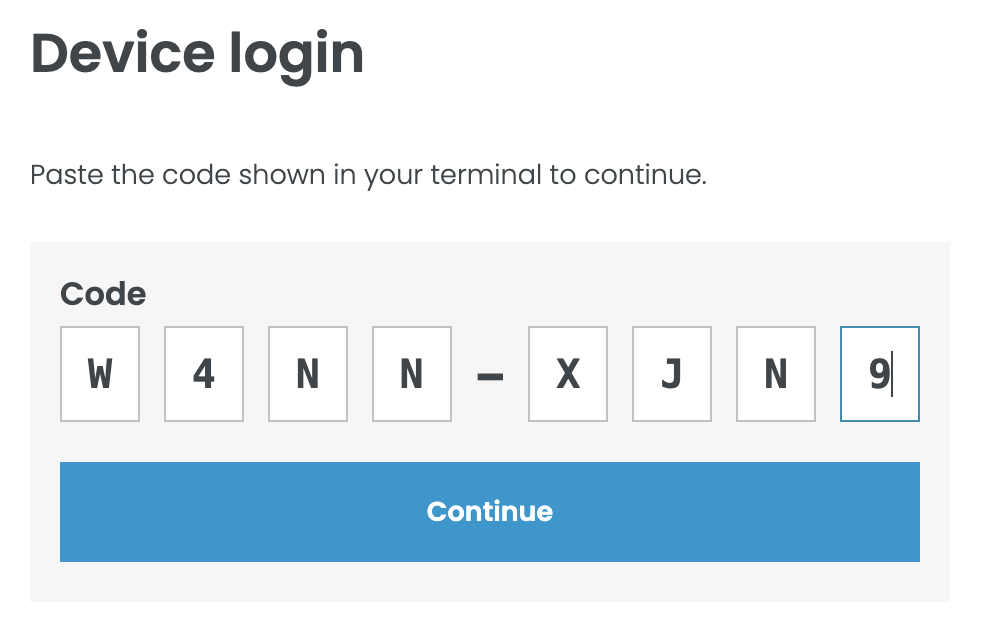 Device login
Paste the code shown in your terminal to continue.
Code
W 4 N N – X J N 9
Continue